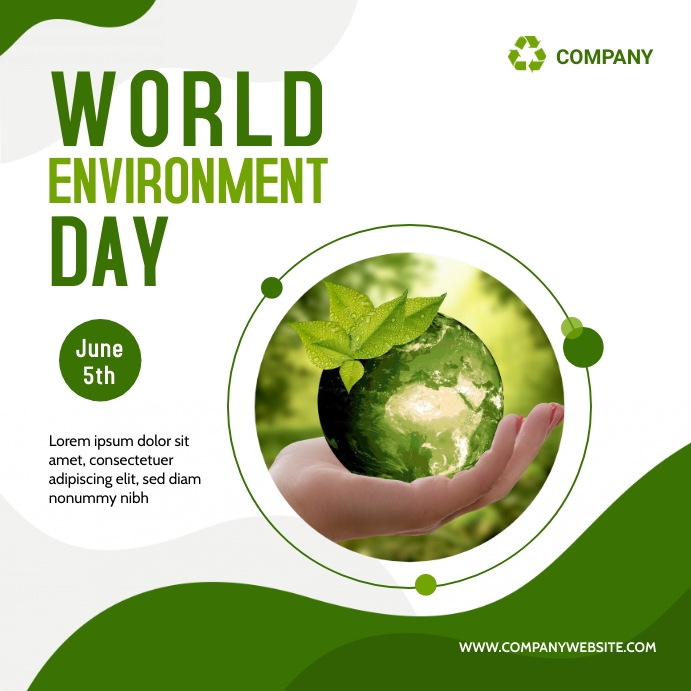 COMPANY
WORLD
ENVIRONMENT
DAY
June
5th
Lorem ipsum dolor sit
amet, consectetuer
adipiscing elit, sed diam
nonummy nibh
WWW.COMPANYWEBSITE.COM